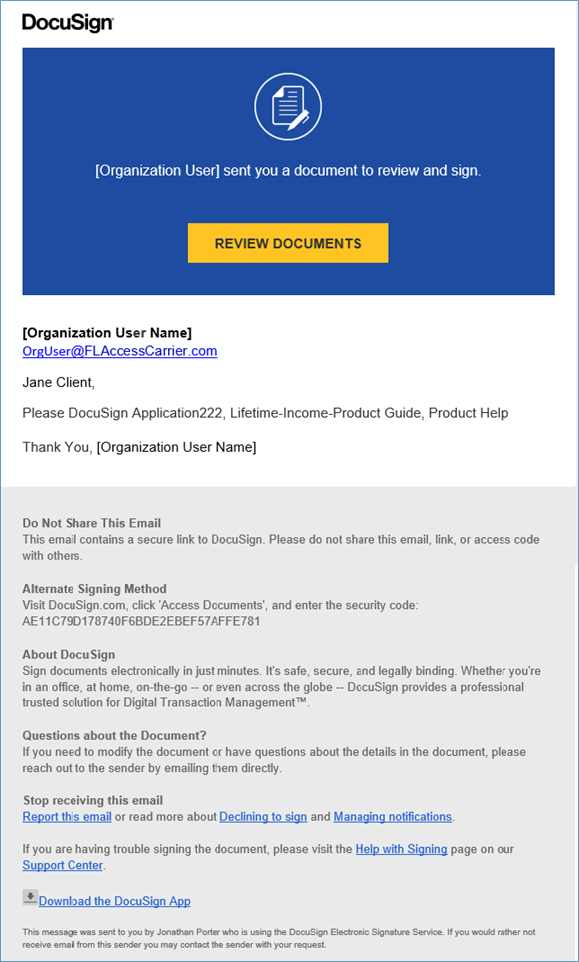 DocuSign
[Organization User] sent you a document to review and sign.
REVIEW DOCUMENTS
[Organization User Name]
OrgUser@FLAccessCarrier.com
Jane Client,
Please DocuSign Application222, Lifetime-Income-Product Guide, Product Help
Thank You, [Organization User Name]
Do Not Share This Email
This email contains a secure link to DocuSign. Please do not share this email, link, or access code
with others.
Alternate Signing Method
Visit DocuSign.com, click 'Access Documents', and enter the security code:
AE11C79D178740F6BDE2EBEF57AFFE781
About DocuSign
Sign documents electronically in just minutes. It's safe, secure, and legally binding. Whether you're
in an office, at home, on-the-go -- or even across the globe -- DocuSign provides a professional
trusted solution for Digital Transaction Management™.
Questions about the Document?
If you need to modify the document or have questions about the details in the document, please
reach out to the sender by emailing them directly.
Stop receiving this email
Report this email or read more about Declining to sign and Managing notifications.
If you are having trouble signing the document, please visit the Help with Signing page on our
Support Center.
Download the DocuSign App
This message was sent to you by Jonathan Porter who is using the DocuSign Electronic Signature Service. If you would rather not
receive email from this sender you may contact the sender with your request.